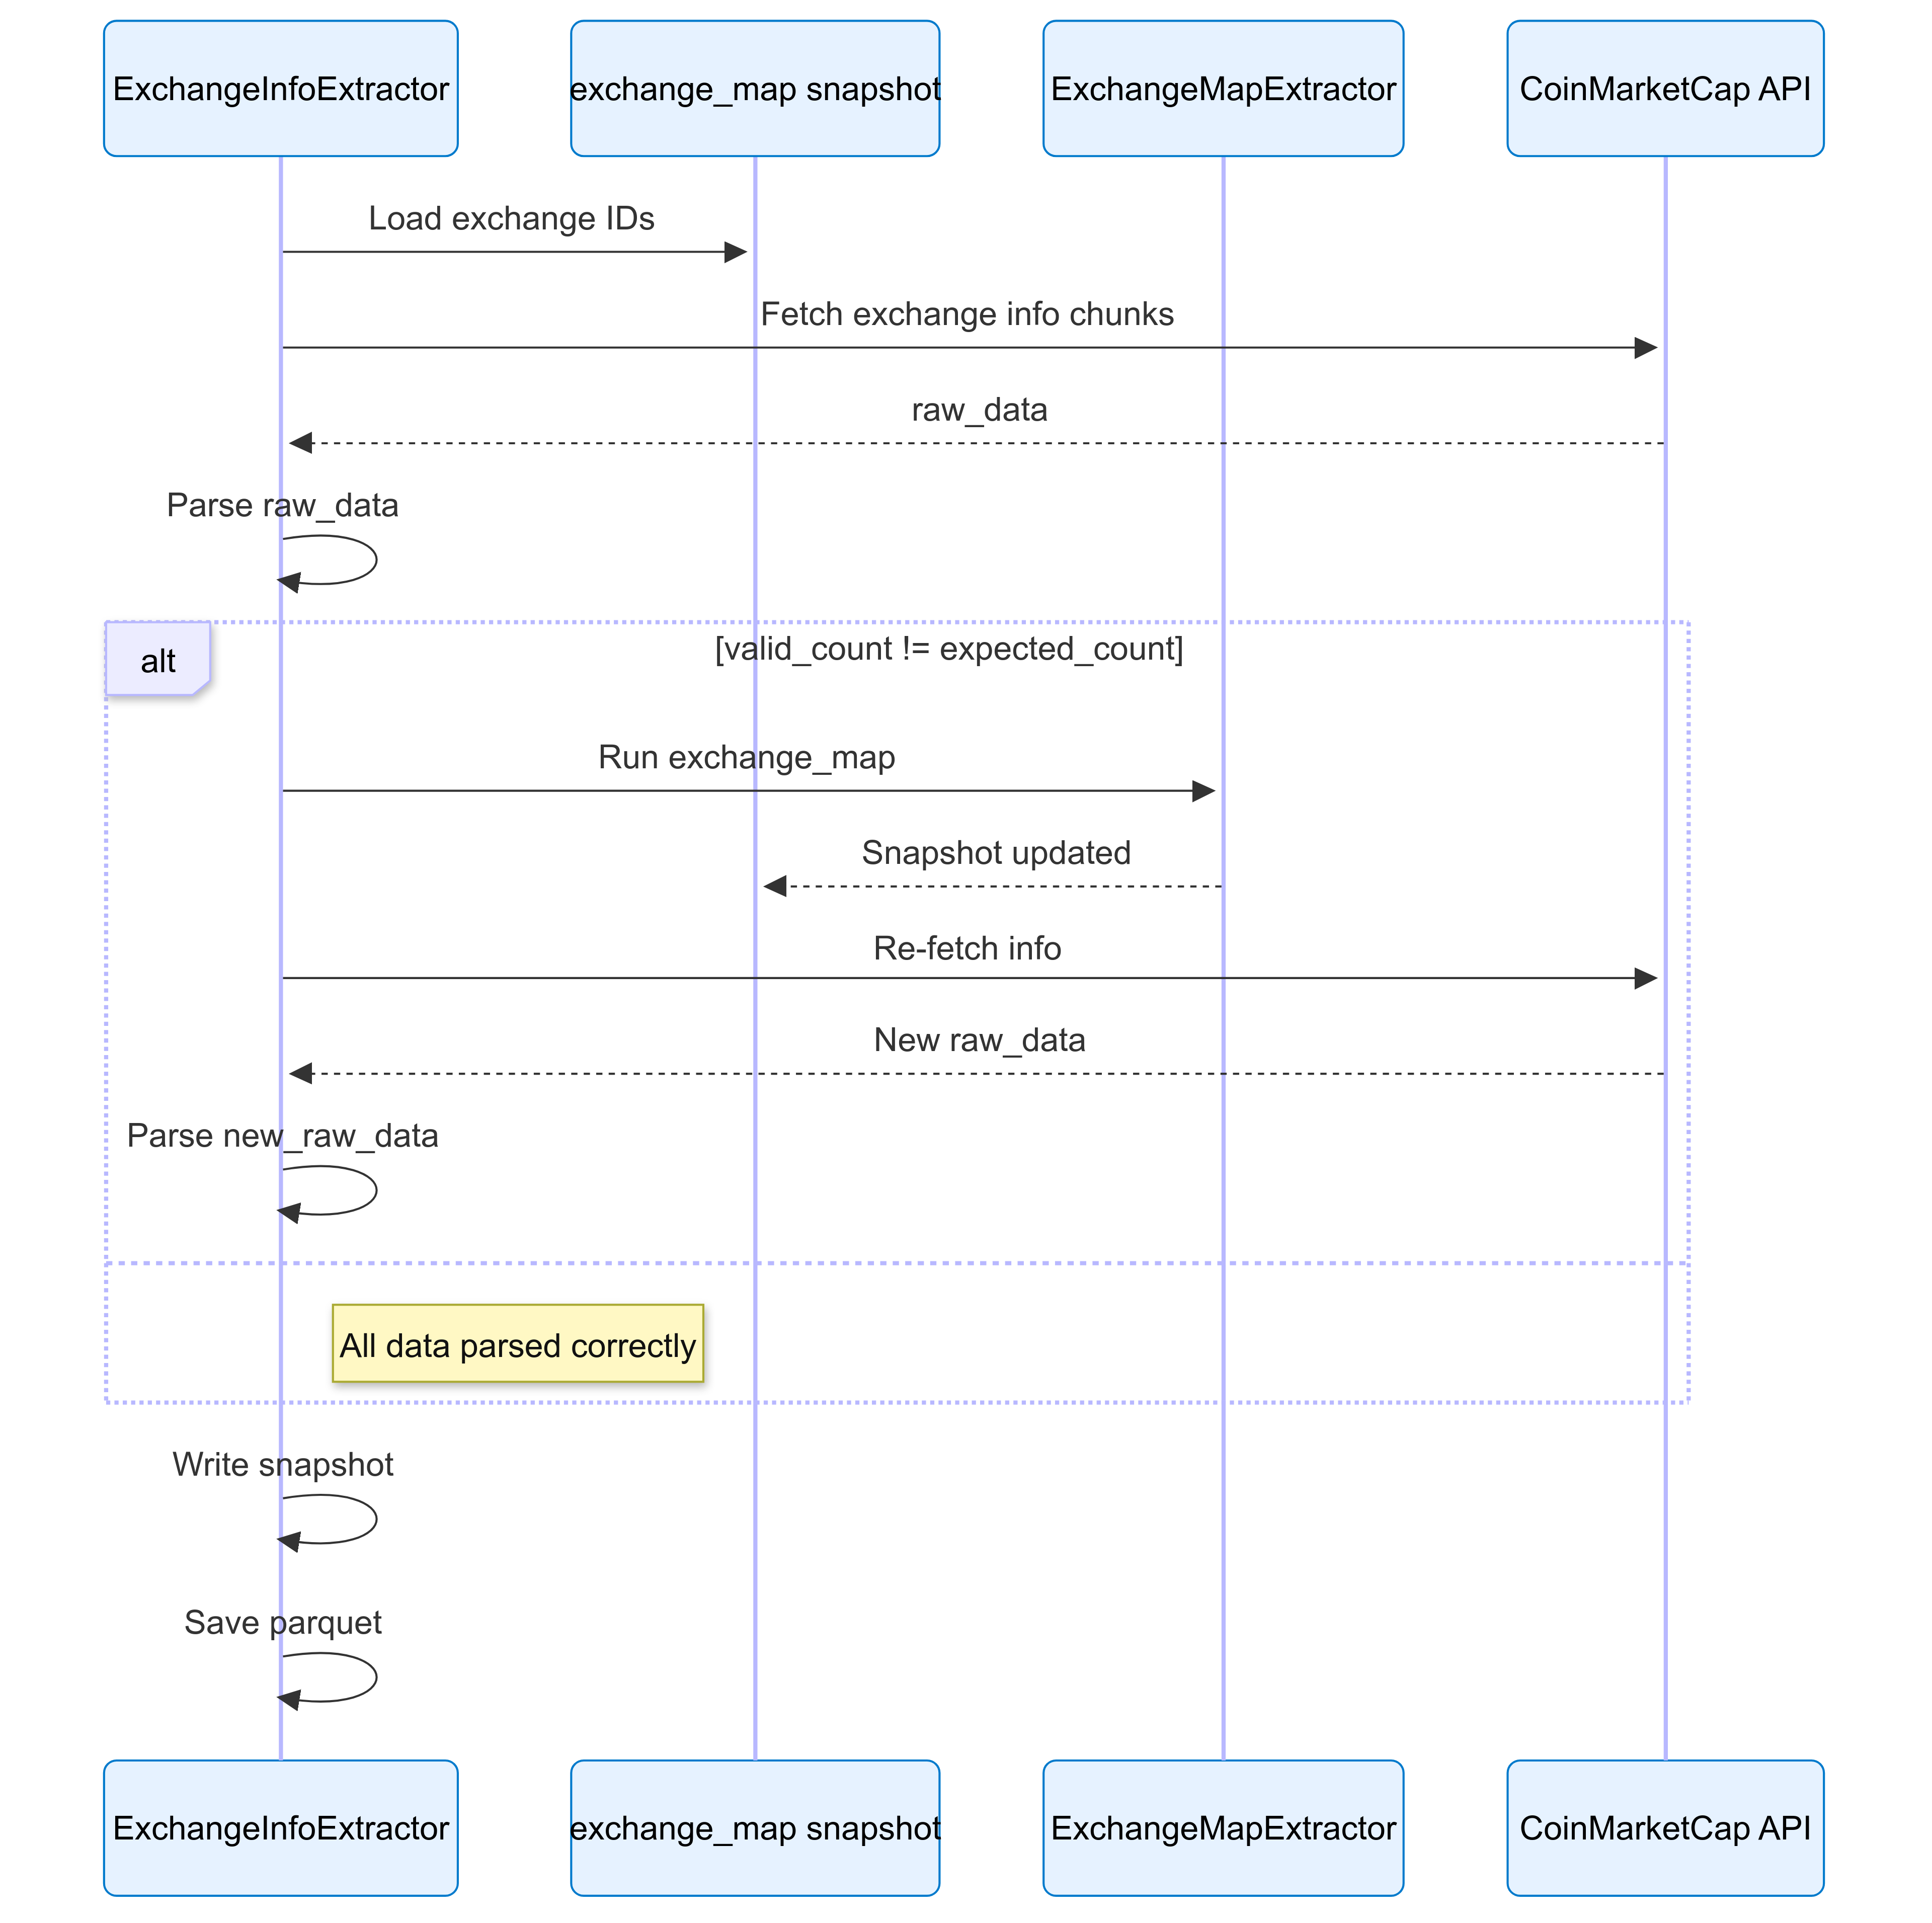 ExchangeInfoExtractor
exchange_map snapshot
ExchangeMapExtractor
CoinMarketCap API
Load exchange IDs
Fetch exchange info chunks
raw_data
Parse raw_data
alt
[valid_count != expected_count]
Run exchange_map
Snapshot updated
Re-fetch info
New raw_data
Parse new_raw_data
All data parsed correctly
Write snapshot
Save parquet
ExchangeInfoExtractor
exchange_map snapshot
ExchangeMapExtractor
CoinMarketCap API